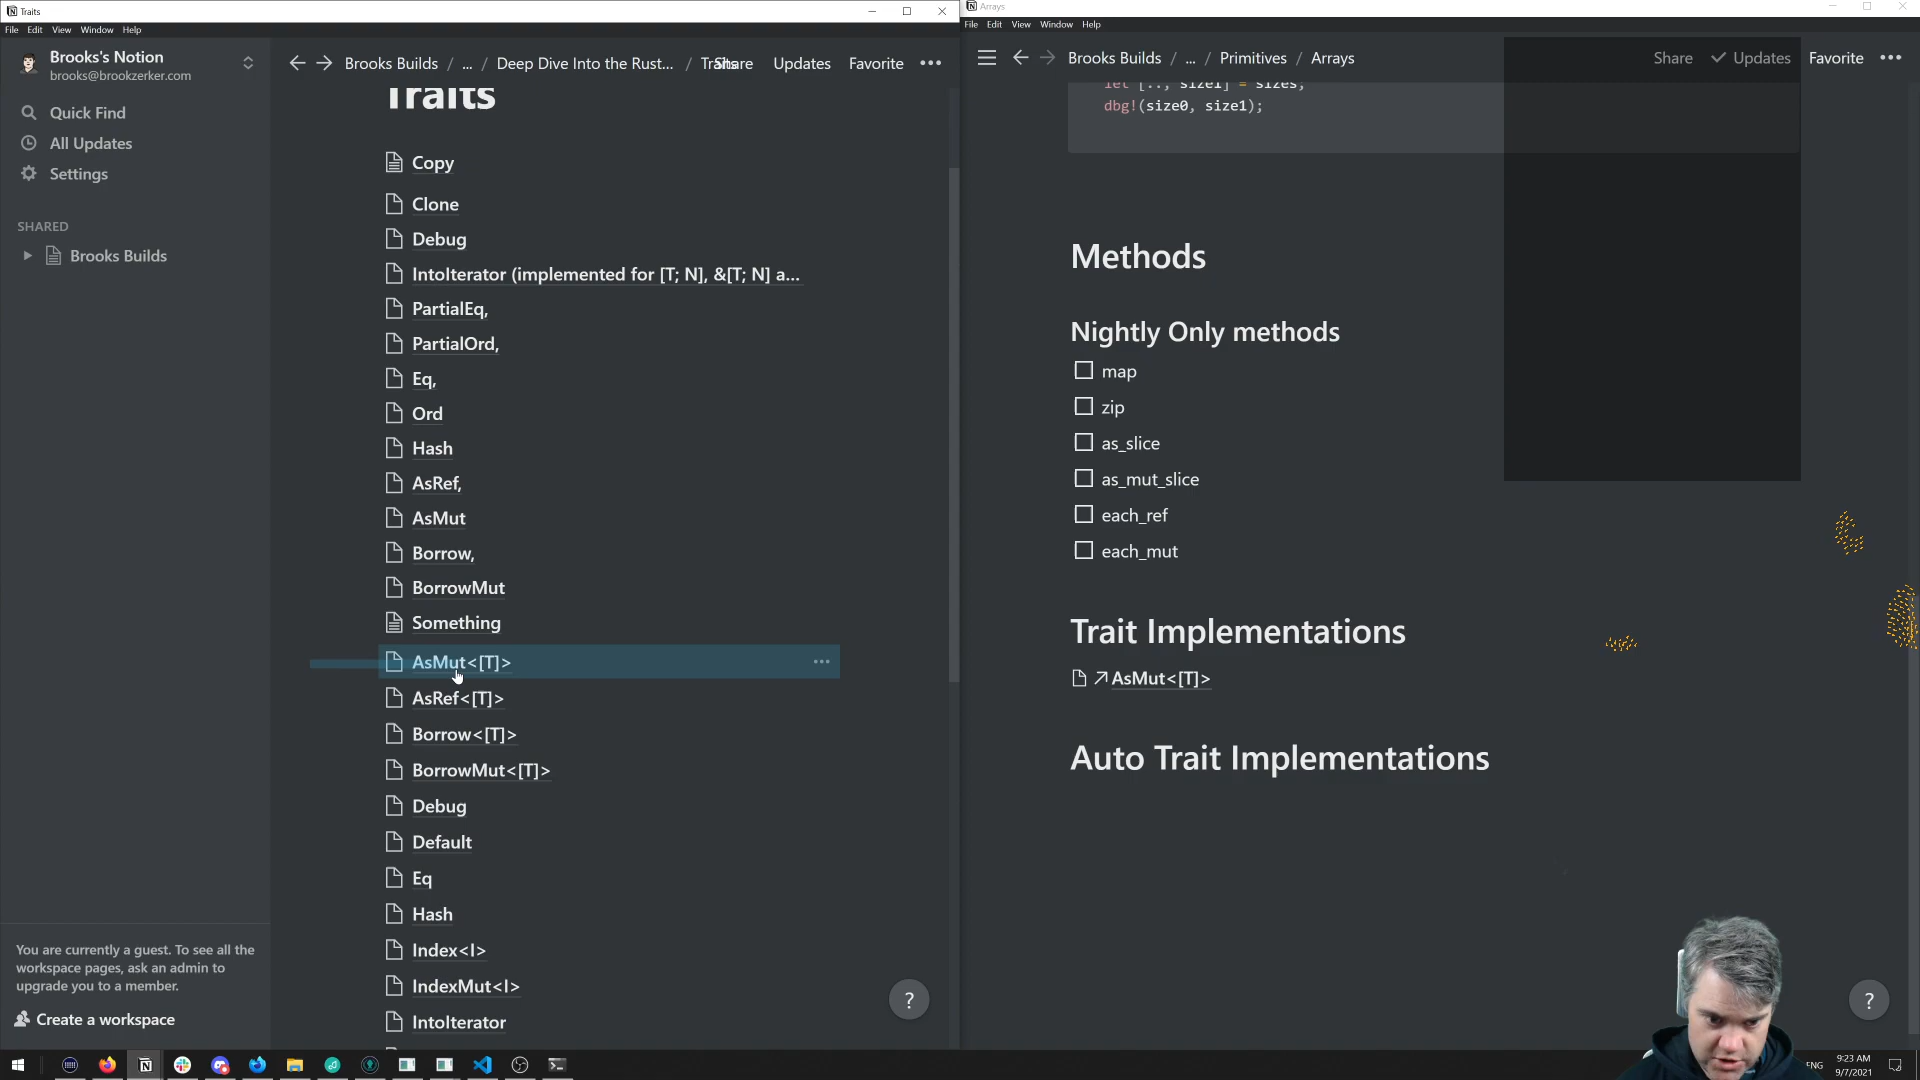 Traits
File Edit View Window Help
Brooks's Notion
brooks@brookzerker.com
Quick Find
All Updates
Settings
SHARED
Brooks Builds
You are currently a guest. To see all the
workspace pages, ask an admin to
upgrade you to a member.
Create a workspace
Brooks Builds / ... / Deep Dive Into the Rust... / Traits
Share Updates Favorite
Traits
Copy
Clone
Debug
IntoIterator (implemented for [T; N], &[T; N] a...
PartialEq,
PartialOrd,
Eq,
Ord
Hash
AsRef,
AsMut
Borrow,
BorrowMut
Something
AsMut<[T]>
AsRef<[T]>
Borrow<[T]>
BorrowMut<[T]>
Debug
Default
Eq
Hash
Index<I>
IndexMut<I>
IntoIterator
?
Arrays
File Edit View Window Help
Brooks Builds / ... / Primitives / Arrays
Share Updates Favorite
let [.., size1] = sizes;
dbg!(size0, size1);
Methods
Nightly Only methods
map
zip
as_slice
as_mut_slice
each_ref
each_mut
Trait Implementations
AsMut<[T]>
Auto Trait Implementations
?
ENG
9:23 AM
9/7/2021